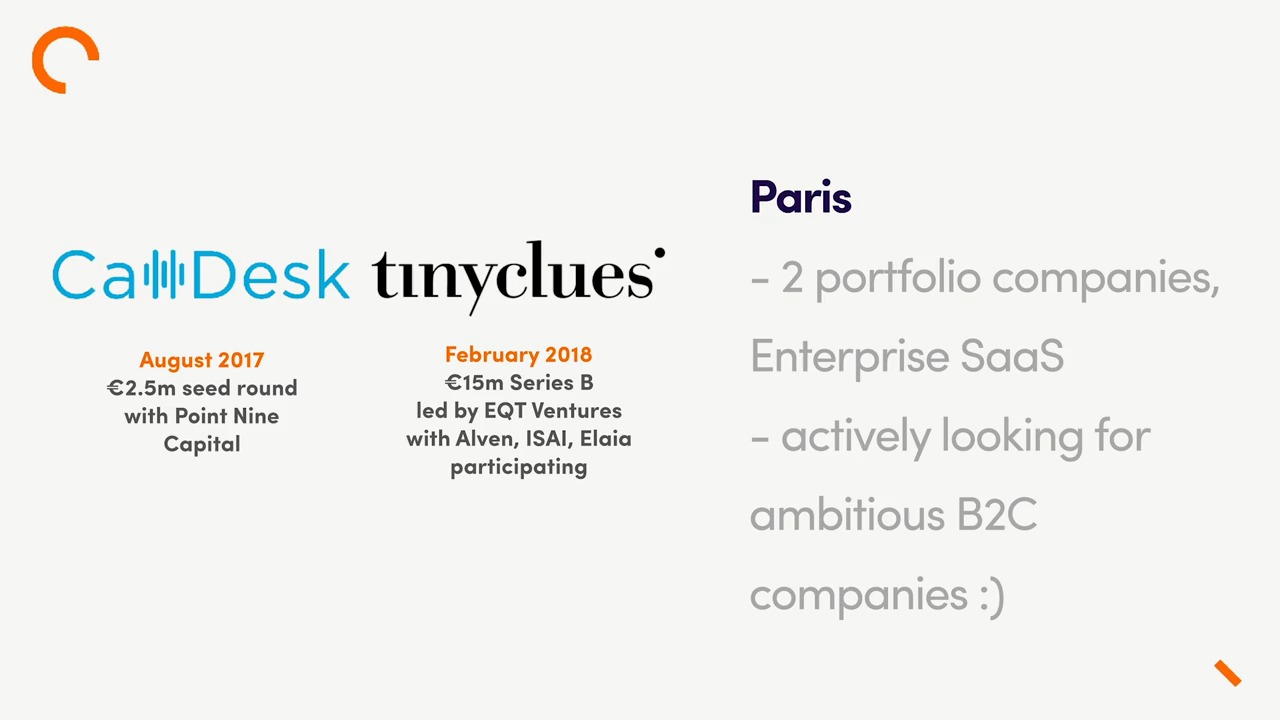 CallDesk
August 2017
€2.5m seed round
with Point Nine
Capital
tinyclues
February 2018
€15m Series B
led by EQT Ventures
with Alven, ISAI, Elaia
participating
Paris
- 2 portfolio companies,
Enterprise SaaS
- actively looking for
ambitious B2C
companies :)